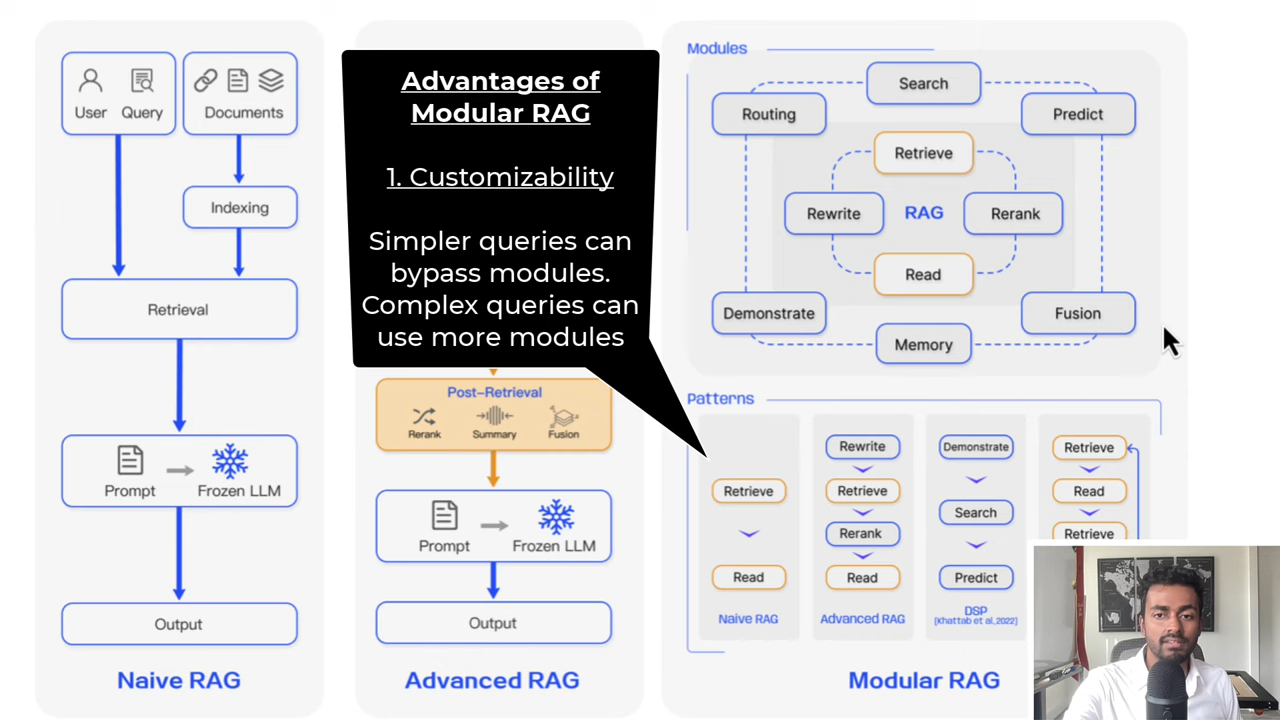 User
Query
Documents
Indexing
Retrieval
Prompt
Frozen LLM
Output
Naive RAG
Advantages of
Modular RAG
1. Customizability
Simpler queries can
bypass modules.
Complex queries can
use more modules
Post-Retrieval
Rerank
Summary
Fusion
Prompt
Frozen LLM
Output
Advanced RAG
Modules
Search
Routing
Predict
Retrieve
Rewrite
RAG
Rerank
Read
Demonstrate
Fusion
Memory
Patterns
Retrieve
Read
Naive RAG
Rewrite
Retrieve
Rerank
Read
Advanced RAG
Demonstrate
Search
Predict
DSP
[Khattab et al.,2022]
Retrieve
Read
Retrieve
Modular RAG